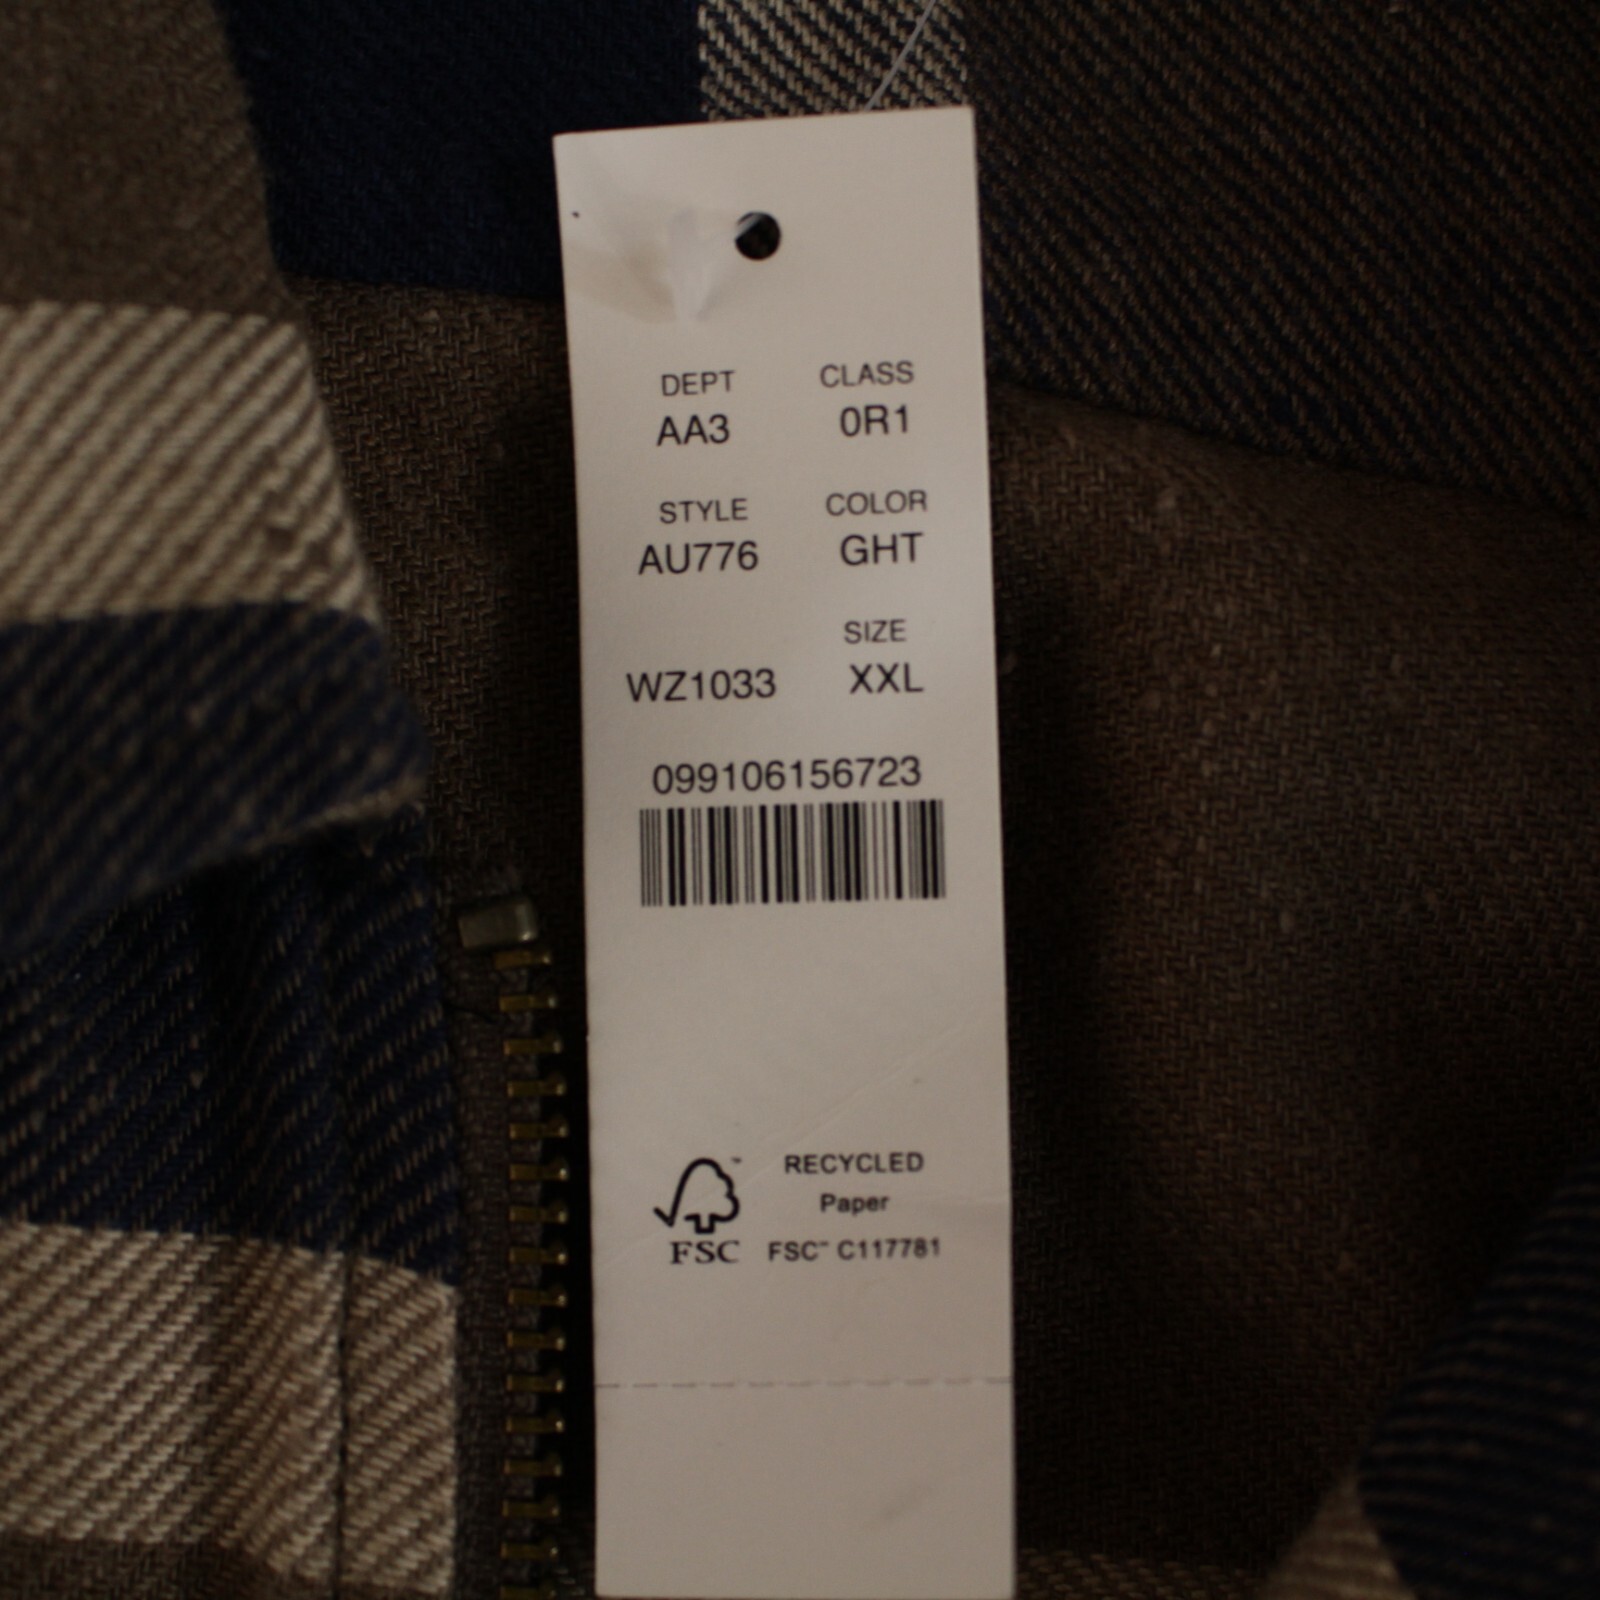 DEPT CLASS
AA3 0R1
STYLE COLOR
AU776 GHT
SIZE
WZ1033 XXL
099106156723
RECYCLED
Paper
FSC FSC™ C117781